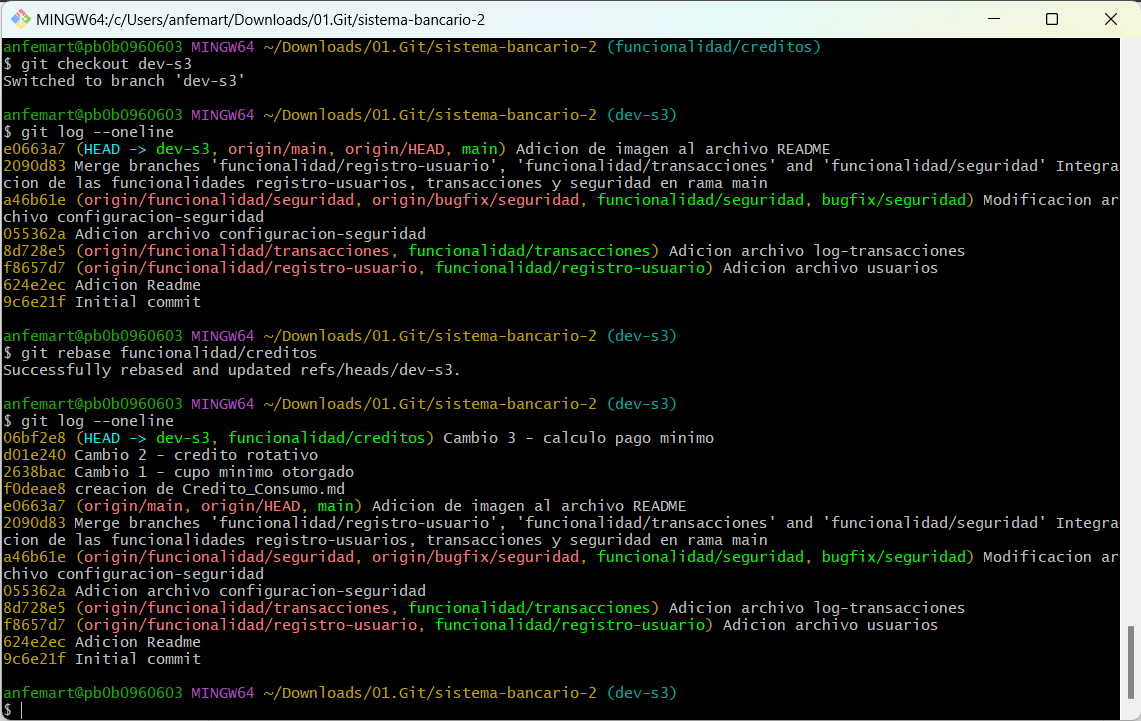 MINGW64:/c/Users/anfemart/Downloads/01.Git/sistema-bancario-2
anfemart@pb0b0960603 MINGW64 ~/Downloads/01.Git/sistema-bancario-2 (funcionalidad/creditos)
$ git checkout dev-s3
Switched to branch 'dev-s3'
anfemart@pb0b0960603 MINGW64 ~/Downloads/01.Git/sistema-bancario-2 (dev-s3)
$ git log --oneline
e0663a7 (HEAD -> dev-s3, origin/main, origin/HEAD, main) Adicion de imagen al archivo README
2090d83 Merge branches 'funcionalidad/registro-usuario', 'funcionalidad/transacciones' and 'funcionalidad/seguridad' Integra
cion de las funcionalidades registro-usuarios, transacciones y seguridad en rama main
a46b61e (origin/funcionalidad/seguridad, origin/bugfix/seguridad, funcionalidad/seguridad, bugfix/seguridad) Modificacion ar
chivo configuracion-seguridad
055362a Adicion archivo configuracion-seguridad
8d728e5 (origin/funcionalidad/transacciones, funcionalidad/transacciones) Adicion archivo log-transacciones
f8657d7 (origin/funcionalidad/registro-usuario, funcionalidad/registro-usuario) Adicion archivo usuarios
624e2ec Adicion Readme
9c6e21f Initial commit
anfemart@pb0b0960603 MINGW64 ~/Downloads/01.Git/sistema-bancario-2 (dev-s3)
$ git rebase funcionalidad/creditos
Successfully rebased and updated refs/heads/dev-s3.
anfemart@pb0b0960603 MINGW64 ~/Downloads/01.Git/sistema-bancario-2 (dev-s3)
$ git log --oneline
06bf2e8 (HEAD -> dev-s3, funcionalidad/creditos) Cambio 3 - calculo pago minimo
d01e240 Cambio 2 - credito rotativo
2638bac Cambio 1 - cupo minimo otorgado
f0deae8 creacion de Credito_Consumo.md
e0663a7 (origin/main, origin/HEAD, main) Adicion de imagen al archivo README
2090d83 Merge branches 'funcionalidad/registro-usuario', 'funcionalidad/transacciones' and 'funcionalidad/seguridad' Integra
cion de las funcionalidades registro-usuarios, transacciones y seguridad en rama main
a46b61e (origin/funcionalidad/seguridad, origin/bugfix/seguridad, funcionalidad/seguridad, bugfix/seguridad) Modificacion ar
chivo configuracion-seguridad
055362a Adicion archivo configuracion-seguridad
8d728e5 (origin/funcionalidad/transacciones, funcionalidad/transacciones) Adicion archivo log-transacciones
f8657d7 (origin/funcionalidad/registro-usuario, funcionalidad/registro-usuario) Adicion archivo usuarios
624e2ec Adicion Readme
9c6e21f Initial commit
anfemart@pb0b0960603 MINGW64 ~/Downloads/01.Git/sistema-bancario-2 (dev-s3)
$